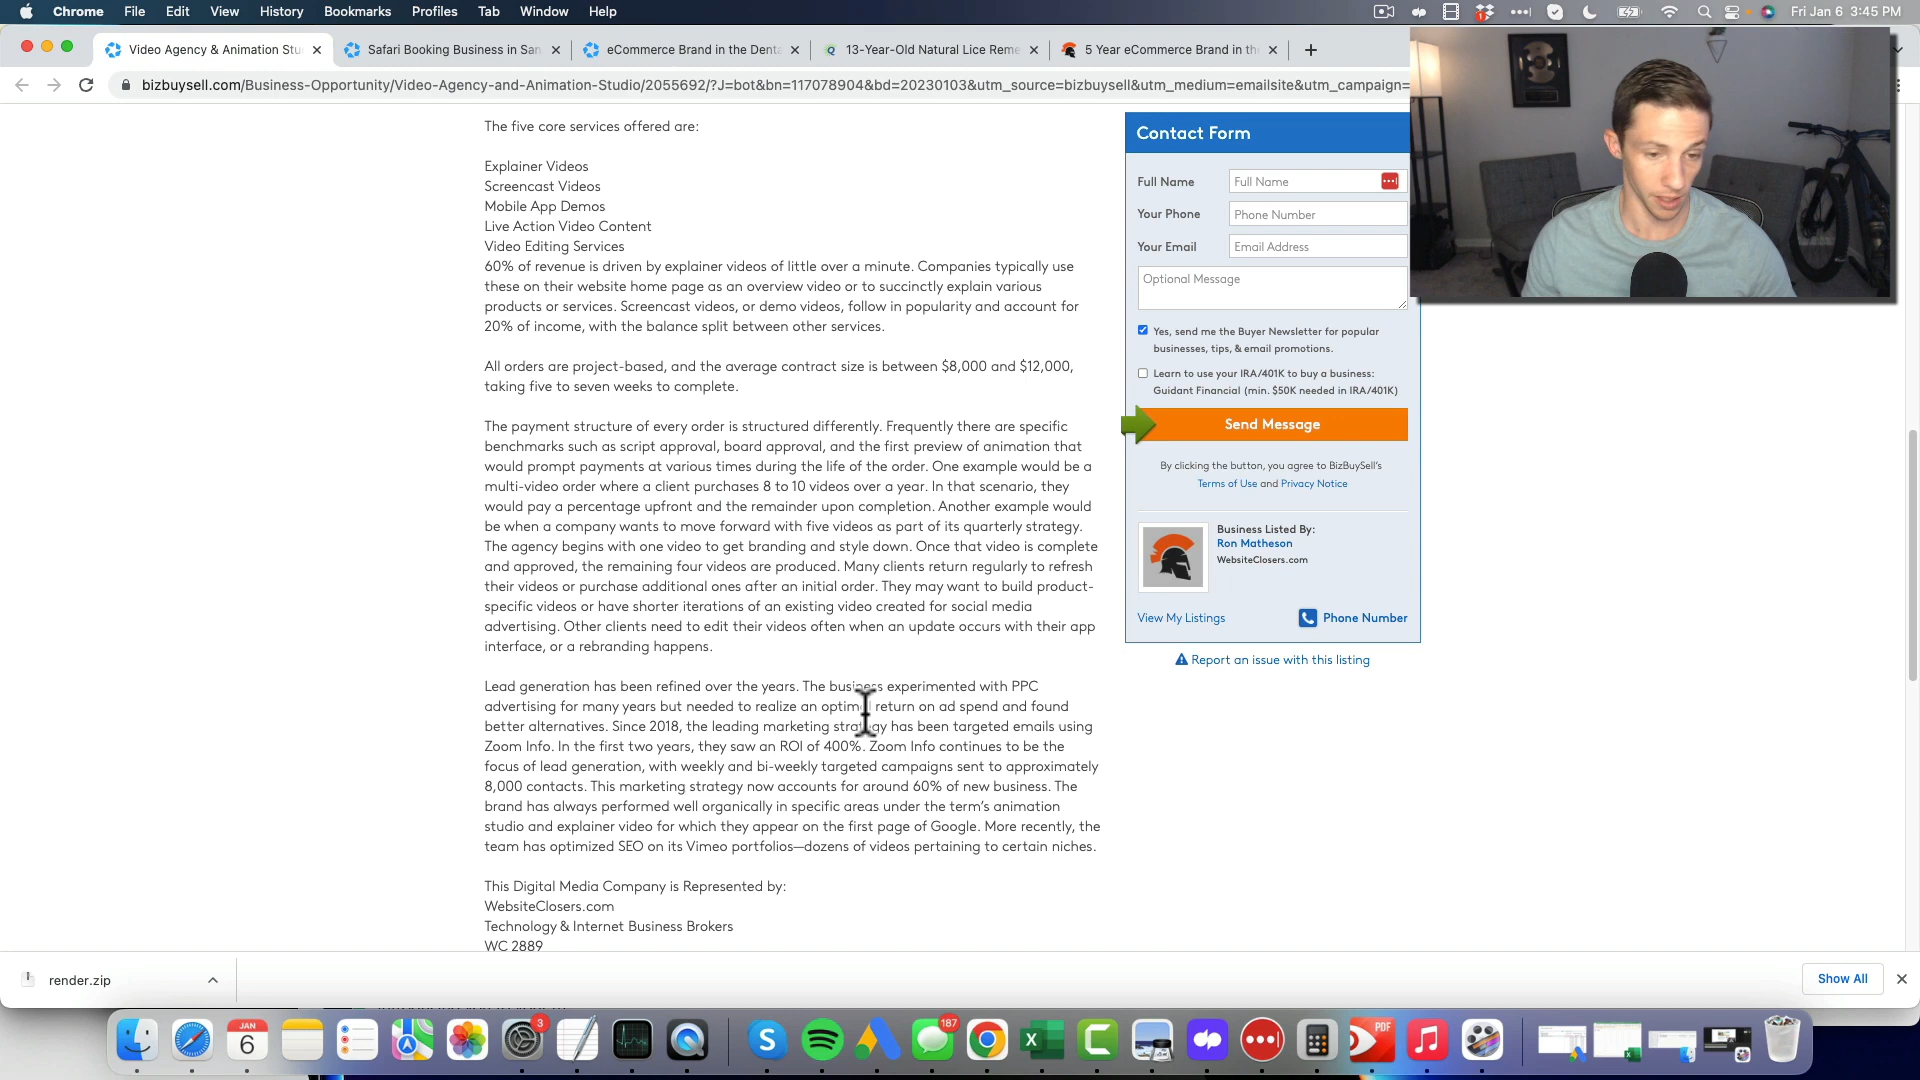 Chrome File Edit View History Bookmarks Profiles Tab Window Help
Fri Jan 6 3:45 PM
Video Agency & Animation Stu
Safari Booking Business in San
eCommerce Brand in the Denta
13-Year-Old Natural Lice Reme
5 Year eCommerce Brand in th
bizbuysell.com/Business-Opportunity/Video-Agency-and-Animation-Studio/2055692/?J=bot&bn=117078904&bd=20230103&utm_source=bizbuysell&utm_medium=emailsite&utm_campaign=
The five core services offered are:
Explainer Videos
Screencast Videos
Mobile App Demos
Live Action Video Content
Video Editing Services
60% of revenue is driven by explainer videos of little over a minute. Companies typically use
these on their website home page as an overview video or to succinctly explain various
products or services. Screencast videos, or demo videos, follow in popularity and account for
20% of income, with the balance split between other services.
All orders are project-based, and the average contract size is between $8,000 and $12,000,
taking five to seven weeks to complete.
The payment structure of every order is structured differently. Frequently there are specific
benchmarks such as script approval, board approval, and the first preview of animation that
would prompt payments at various times during the life of the order. One example would be a
multi-video order where a client purchases 8 to 10 videos over a year. In that scenario, they
would pay a percentage upfront and the remainder upon completion. Another example would
be when a company wants to move forward with five videos as part of its quarterly strategy.
The agency begins with one video to get branding and style down. Once that video is complete
and approved, the remaining four videos are produced. Many clients return regularly to refresh
their videos or purchase additional ones after an initial order. They may want to build product-
specific videos or have shorter iterations of an existing video created for social media
advertising. Other clients need to edit their videos often when an update occurs with their app
interface, or a rebranding happens.
Lead generation has been refined over the years. The business experimented with PPC
advertising for many years but needed to realize an optimal return on ad spend and found
better alternatives. Since 2018, the leading marketing strategy has been targeted emails using
Zoom Info. In the first two years, they saw an ROI of 400%. Zoom Info continues to be the
focus of lead generation, with weekly and bi-weekly targeted campaigns sent to approximately
8,000 contacts. This marketing strategy now accounts for around 60% of new business. The
brand has always performed well organically in specific areas under the term's animation
studio and explainer video for which they appear on the first page of Google. More recently, the
team has optimized SEO on its Vimeo portfolios—dozens of videos pertaining to certain niches.
This Digital Media Company is Represented by:
WebsiteClosers.com
Technology & Internet Business Brokers
WC 2889
Contact Form
Full Name Full Name
Your Phone Phone Number
Your Email Email Address
Optional Message
Yes, send me the Buyer Newsletter for popular
businesses, tips, & email promotions.
Learn to use your IRA/401K to buy a business:
Guidant Financial (min. $50K needed in IRA/401K)
Send Message
By clicking the button, you agree to BizBuySell's
Terms of Use and Privacy Notice
Business Listed By:
Ron Matheson
WebsiteClosers.com
View My Listings
Phone Number
Report an issue with this listing
render.zip
Show All
JAN
6
3
187
PDF